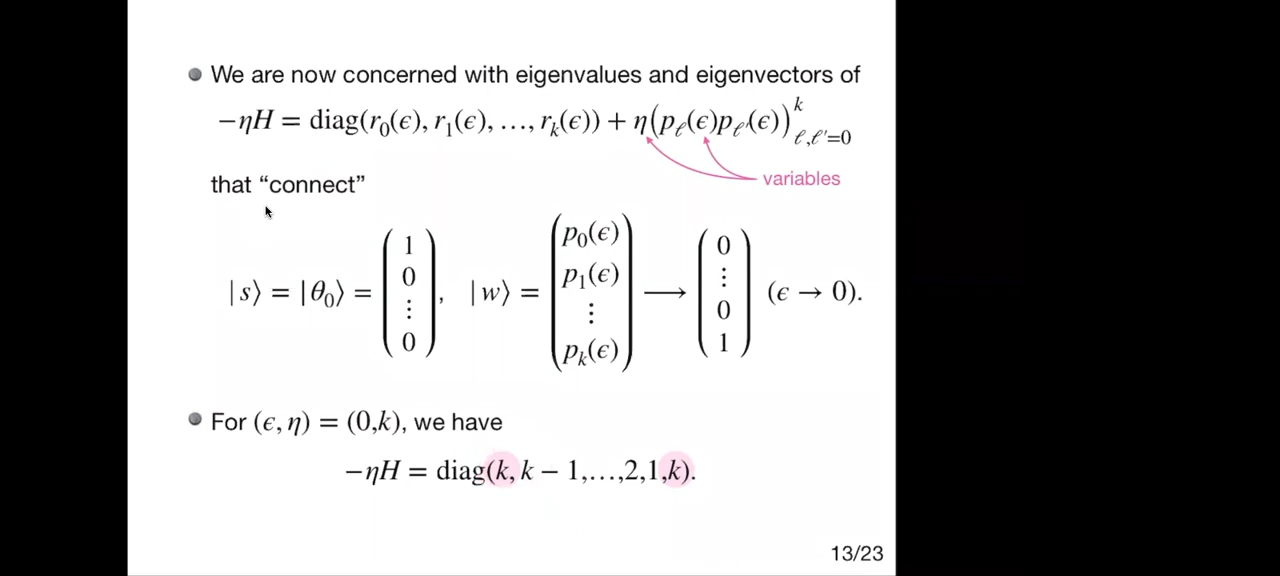 We are now concerned with eigenvalues and eigenvectors of
−ηH = diag(r₀(ϵ), r₁(ϵ), …, rₖ(ϵ)) + η(p_ℓ(ϵ)p_ℓ′(ϵ))^k_{ℓ,ℓ′=0}
that “connect”
variables
|s⟩ = |θ₀⟩ = (1 0 ⋮ 0), |w⟩ = (p₀(ϵ) p₁(ϵ) ⋮ pₖ(ϵ)) ⟶ (0 ⋮ 0 1) (ϵ → 0).
For (ϵ, η) = (0,k), we have
−ηH = diag(k, k − 1,…,2,1,k).
13/23